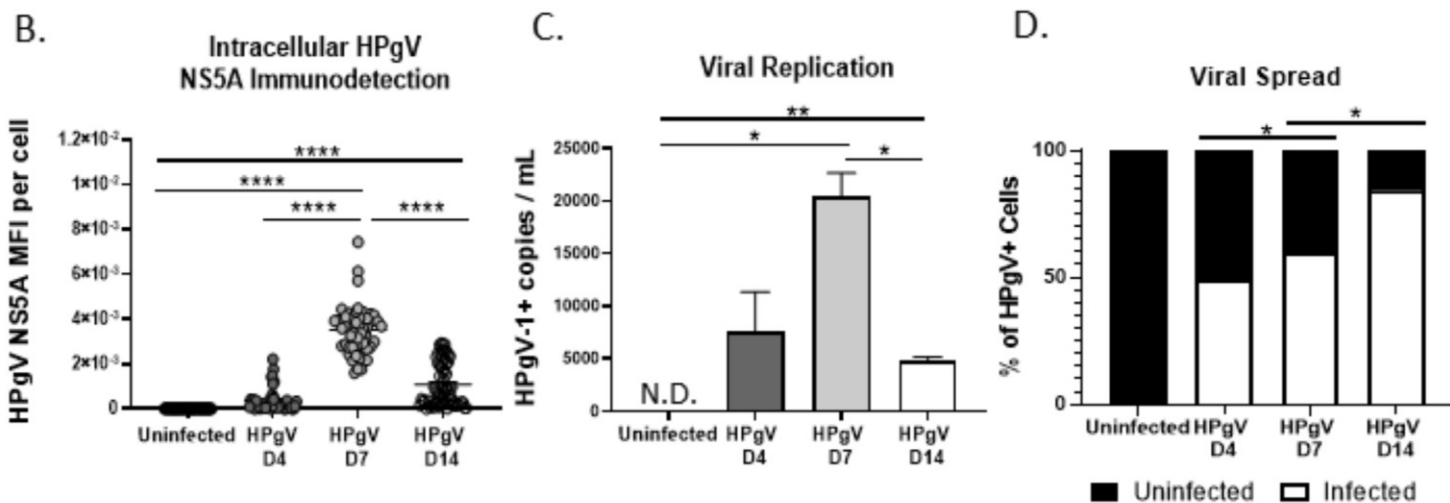 B.
Intracellular HPgV
NS5A Immunodetection
HPgV NS5A MFI per cell
1.2×10⁻²
1×10⁻²
8×10⁻³
6×10⁻³
4×10⁻³
2×10⁻³
0
****
****
****
****
Uninfected
HPgV
D4
HPgV
D7
HPgV
D14
C.
Viral Replication
HPgV-1+ copies / mL
25000
20000
15000
10000
5000
0
**
*
*
N.D.
Uninfected
HPgV
D4
HPgV
D7
HPgV
D14
D.
Viral Spread
% of HPgV+ Cells
100
50
0
*
*
Uninfected
HPgV
D4
HPgV
D7
HPgV
D14
Uninfected
Infected